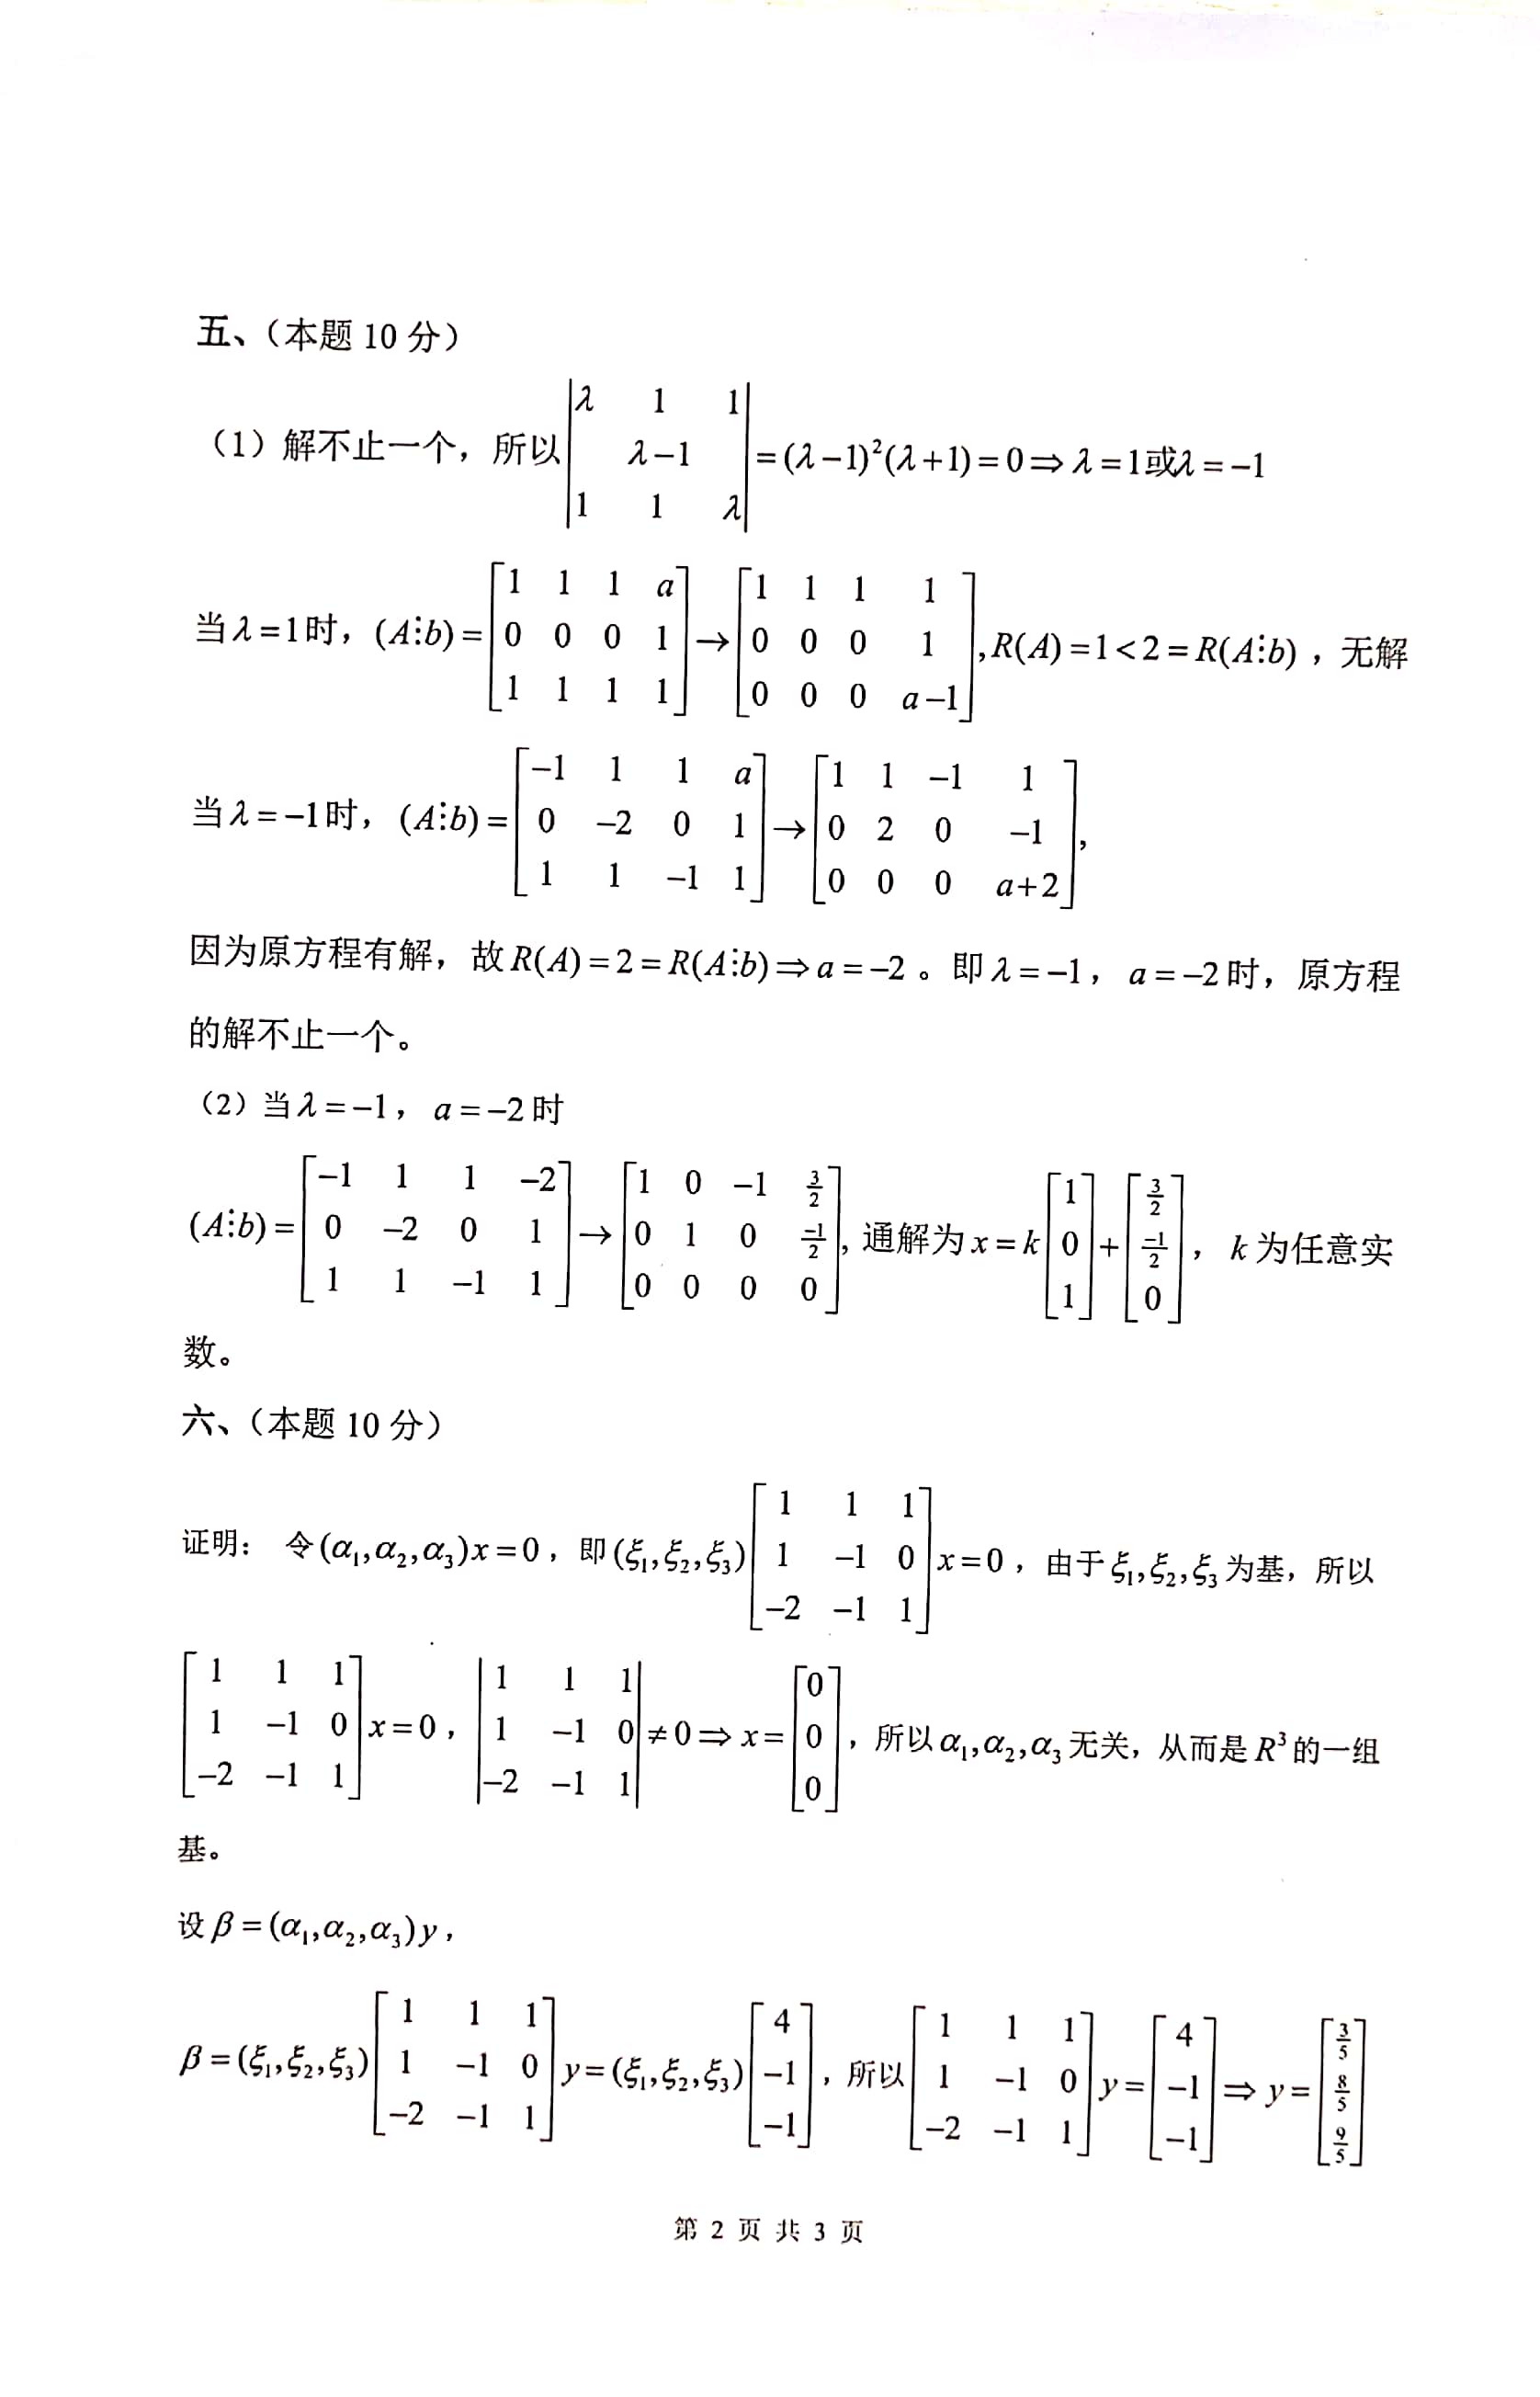 五、（本题 10 分）
（1）解不止一个，所以 $\begin{vmatrix} \lambda & 1 & 1 \\ & \lambda-1 & \\ 1 & 1 & \lambda \end{vmatrix} = (\lambda-1)^2(\lambda+1) = 0 \Rightarrow \lambda = 1 或 \lambda = -1$
当 $\lambda = 1$ 时，$(A \vdots b) = \begin{bmatrix} 1 & 1 & 1 & a \\ 0 & 0 & 0 & 1 \\ 1 & 1 & 1 & 1 \end{bmatrix} \rightarrow \begin{bmatrix} 1 & 1 & 1 & 1 \\ 0 & 0 & 0 & 1 \\ 0 & 0 & 0 & a-1 \end{bmatrix}, R(A) = 1 < 2 = R(A \vdots b)$，无解
当 $\lambda = -1$ 时，$(A \vdots b) = \begin{bmatrix} -1 & 1 & 1 & a \\ 0 & -2 & 0 & 1 \\ 1 & 1 & -1 & 1 \end{bmatrix} \rightarrow \begin{bmatrix} 1 & 1 & -1 & 1 \\ 0 & 2 & 0 & -1 \\ 0 & 0 & 0 & a+2 \end{bmatrix},$
因为原方程有解，故 $R(A) = 2 = R(A \vdots b) \Rightarrow a = -2$ 。即 $\lambda = -1$， $a = -2$ 时，原方程
的解不止一个。
（2）当 $\lambda = -1$， $a = -2$ 时
$(A \vdots b) = \begin{bmatrix} -1 & 1 & 1 & -2 \\ 0 & -2 & 0 & 1 \\ 1 & 1 & -1 & 1 \end{bmatrix} \rightarrow \begin{bmatrix} 1 & 0 & -1 & \frac{3}{2} \\ 0 & 1 & 0 & \frac{-1}{2} \\ 0 & 0 & 0 & 0 \end{bmatrix}$, 通解为 $x = k \begin{bmatrix} 1 \\ 0 \\ 1 \end{bmatrix} + \begin{bmatrix} \frac{3}{2} \\ \frac{-1}{2} \\ 0 \end{bmatrix}$， $k$ 为任意实
数。
六、（本题 10 分）
证明： 令 $(\alpha_1, \alpha_2, \alpha_3)x = 0$，即 $(\xi_1, \xi_2, \xi_3) \begin{bmatrix} 1 & 1 & 1 \\ 1 & -1 & 0 \\ -2 & -1 & 1 \end{bmatrix} x = 0$，由于 $\xi_1, \xi_2, \xi_3$ 为基，所以
$\begin{bmatrix} 1 & 1 & 1 \\ 1 & -1 & 0 \\ -2 & -1 & 1 \end{bmatrix} x = 0$，$\begin{vmatrix} 1 & 1 & 1 \\ 1 & -1 & 0 \\ -2 & -1 & 1 \end{vmatrix} \neq 0 \Rightarrow x = \begin{bmatrix} 0 \\ 0 \\ 0 \end{bmatrix}$，所以 $\alpha_1, \alpha_2, \alpha_3$ 无关，从而是 $R^3$ 的一组
基。
设 $\beta = (\alpha_1, \alpha_2, \alpha_3)y$，
$\beta = (\xi_1, \xi_2, \xi_3) \begin{bmatrix} 1 & 1 & 1 \\ 1 & -1 & 0 \\ -2 & -1 & 1 \end{bmatrix} y = (\xi_1, \xi_2, \xi_3) \begin{bmatrix} 4 \\ -1 \\ -1 \end{bmatrix}$，所以 $\begin{bmatrix} 1 & 1 & 1 \\ 1 & -1 & 0 \\ -2 & -1 & 1 \end{bmatrix} y = \begin{bmatrix} 4 \\ -1 \\ -1 \end{bmatrix} \Rightarrow y = \begin{bmatrix} \frac{3}{5} \\ \frac{8}{5} \\ \frac{9}{5} \end{bmatrix}$
第 2 页 共 3 页